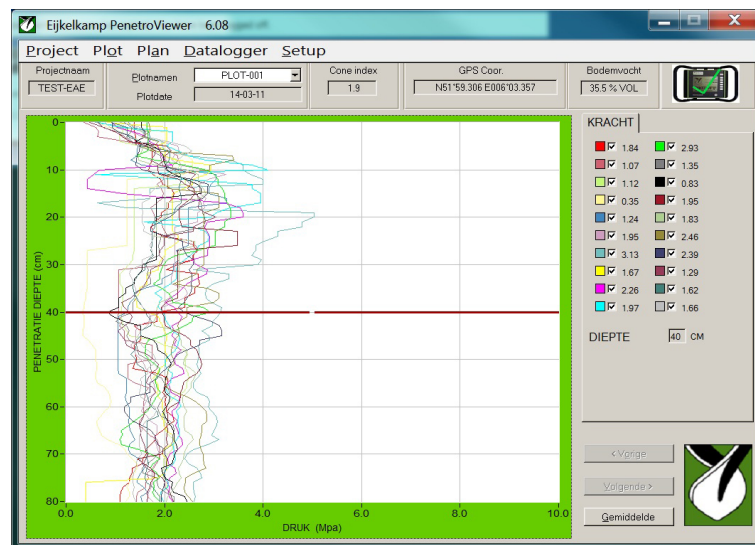 Eijkelkamp PenetroViewer 6.08
Project Plot Plan Datalogger Setup
Projectnaam
TEST-EAE
Plotnamen PLOT-001
Plotdate 14-03-11
Cone index
1.9
GPS Coor.
N51°59.306 E006°03.357
Bodemvocht
35.5 % VOL
KRACHT
1.84 2.93
1.07 1.35
1.12 0.83
0.35 1.95
1.24 1.83
1.95 2.46
3.13 2.39
1.67 1.29
2.26 1.62
1.97 1.66
DIEPTE 40 CM
< Vorige
Volgende >
Gemiddelde
PENETRATIE DIEPTE (cm)
0
10
20
30
40
50
60
70
80
0.0 2.0 4.0 6.0 8.0 10.0
DRUK (Mpa)